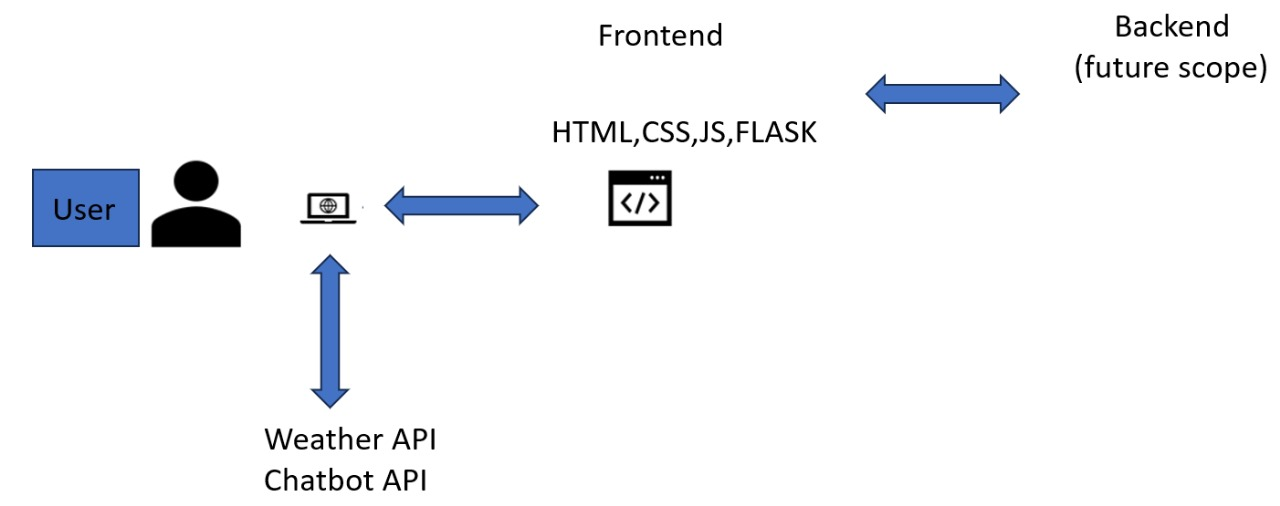 Frontend
Backend
(future scope)
HTML,CSS,JS,FLASK
</>
User
Weather API
Chatbot API